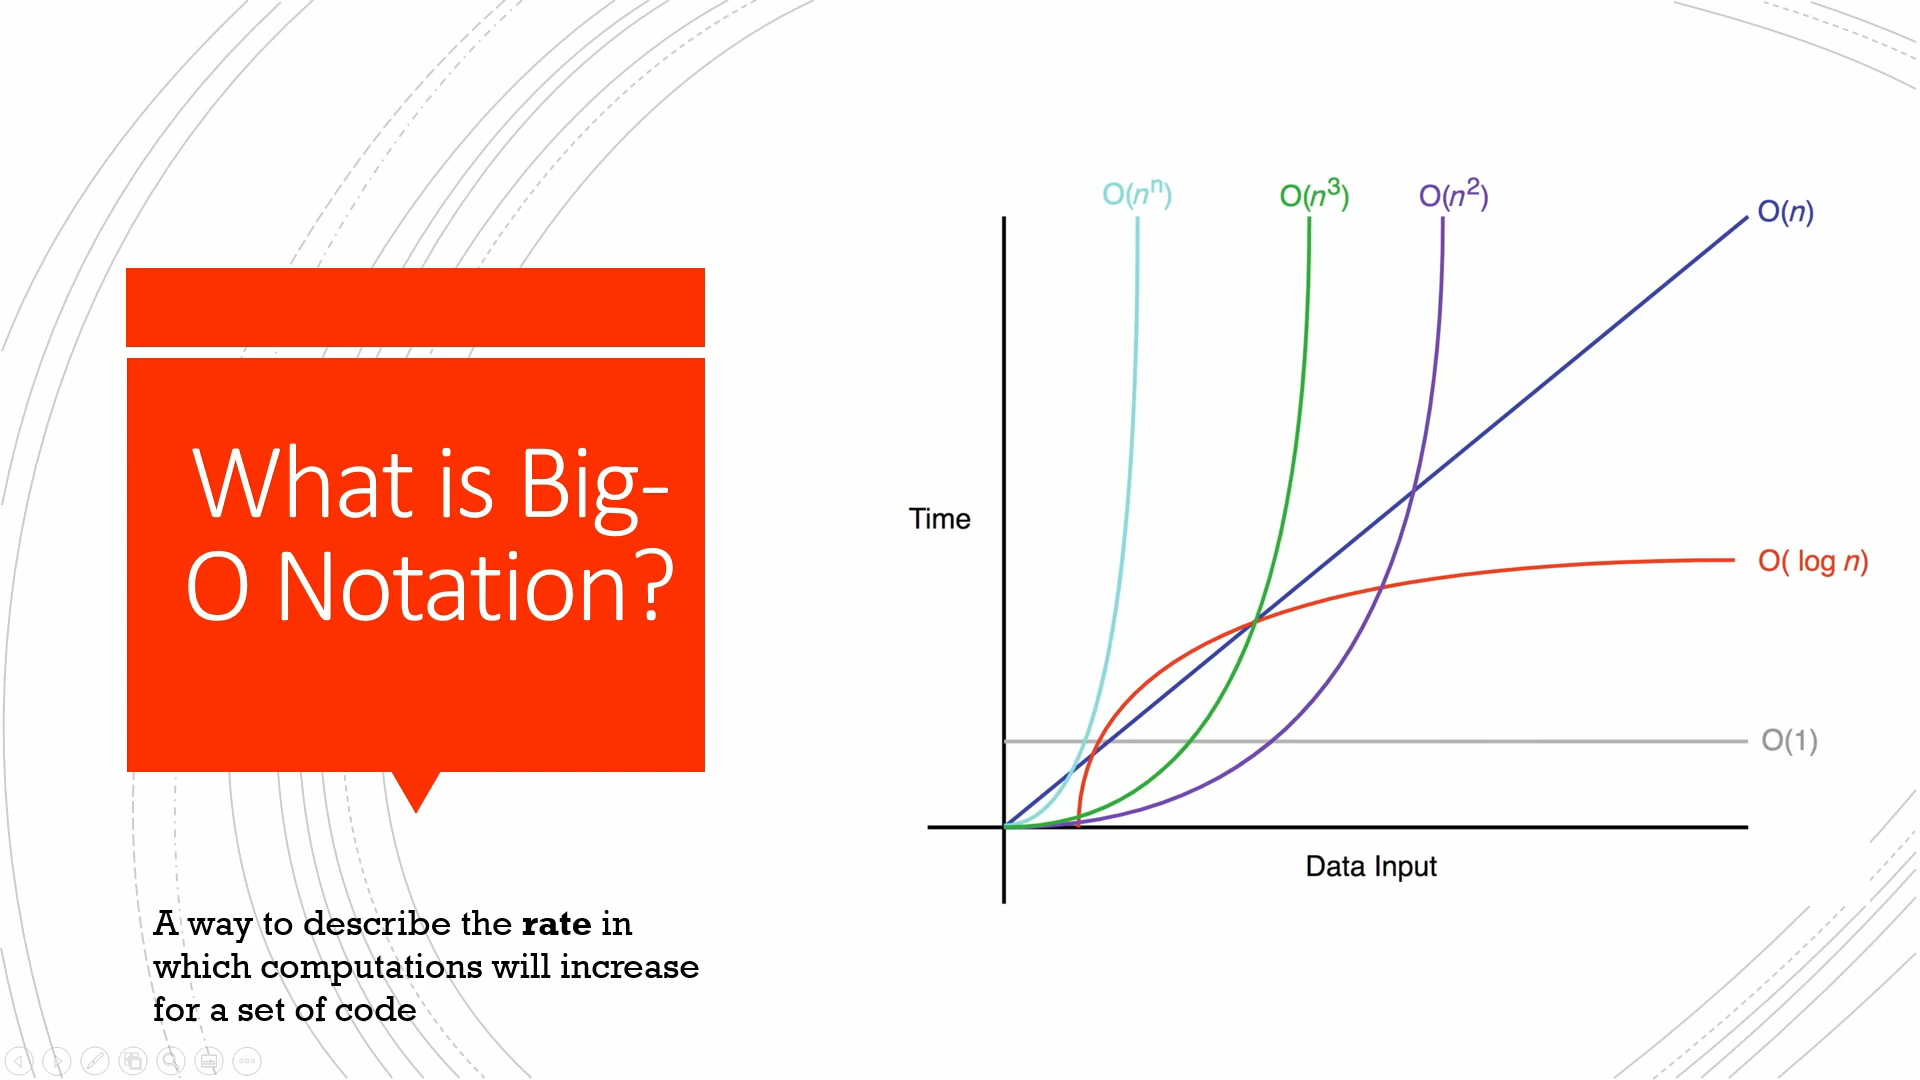 What is Big-
O Notation?
A way to describe the rate in
which computations will increase
for a set of code
O(nⁿ)
O(n³)
O(n²)
O(n)
Time
O( log n)
O(1)
Data Input